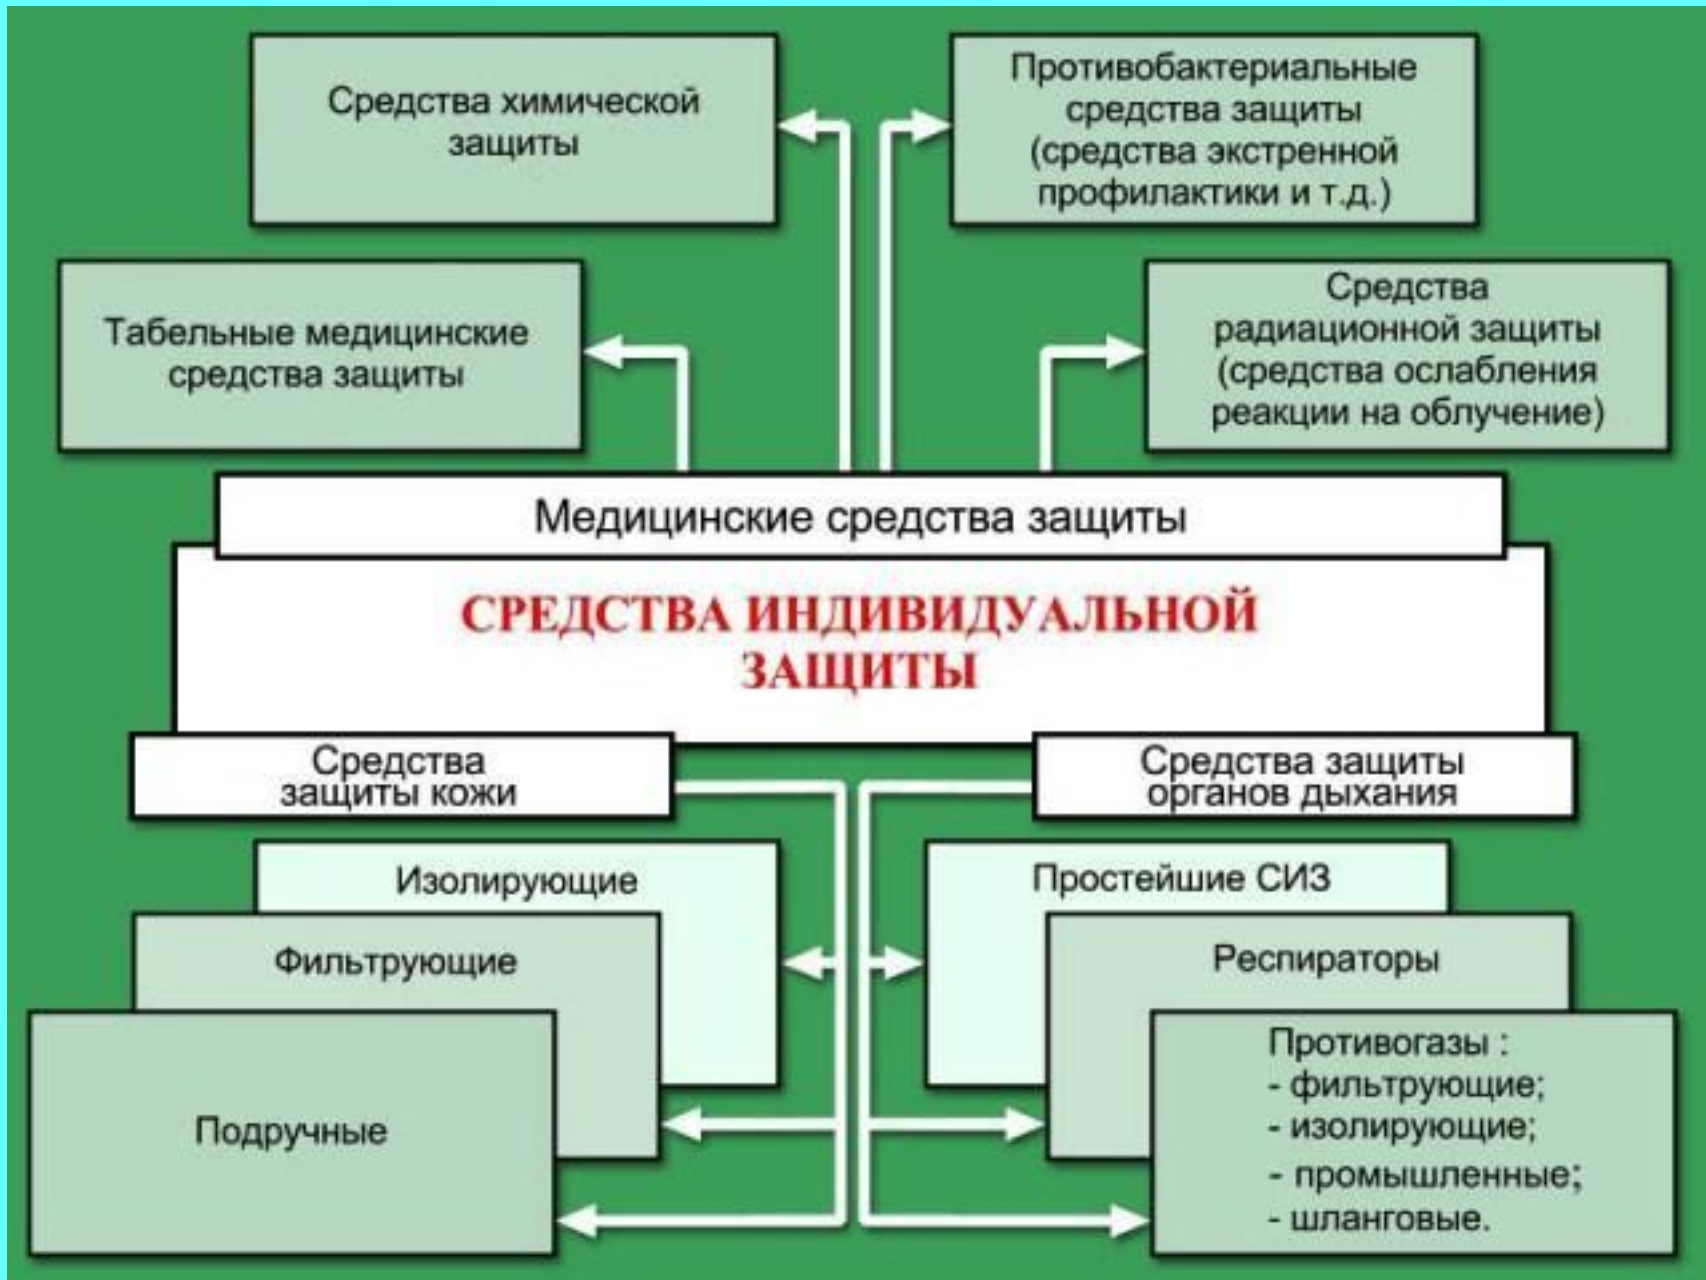 Средства химической
защиты
Противобактериальные
средства защиты
(средства экстренной
профилактики и т.д.)
Табельные медицинские
средства защиты
Средства
радиационной защиты
(средства ослабления
реакции на облучение)
Медицинские средства защиты
СРЕДСТВА ИНДИВИДУАЛЬНОЙ
ЗАЩИТЫ
Средства
защиты кожи
Средства защиты
органов дыхания
Изолирующие
Фильтрующие
Подручные
Простейшие СИЗ
Респираторы
Противогазы :
- фильтрующие;
- изолирующие;
- промышленные;
- шланговые.